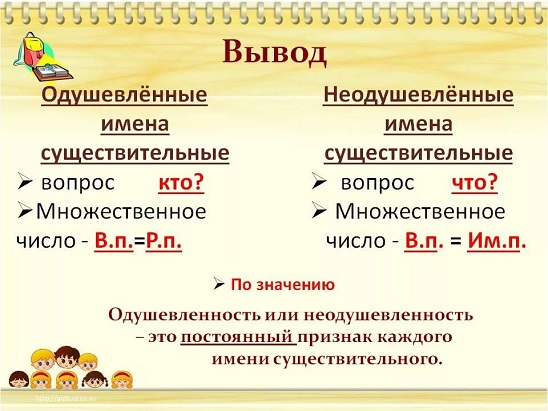 Вывод
Одушевлённые
имена
существительные
➢ вопрос кто?
➢Множественное
число - В.п.=Р.п.
Неодушевлённые
имена
существительные
➢ вопрос что?
➢ Множественное
число - В.п. = Им.п.
➢ По значению
Одушевленность или неодушевленность
– это постоянный признак каждого
имени существительного.